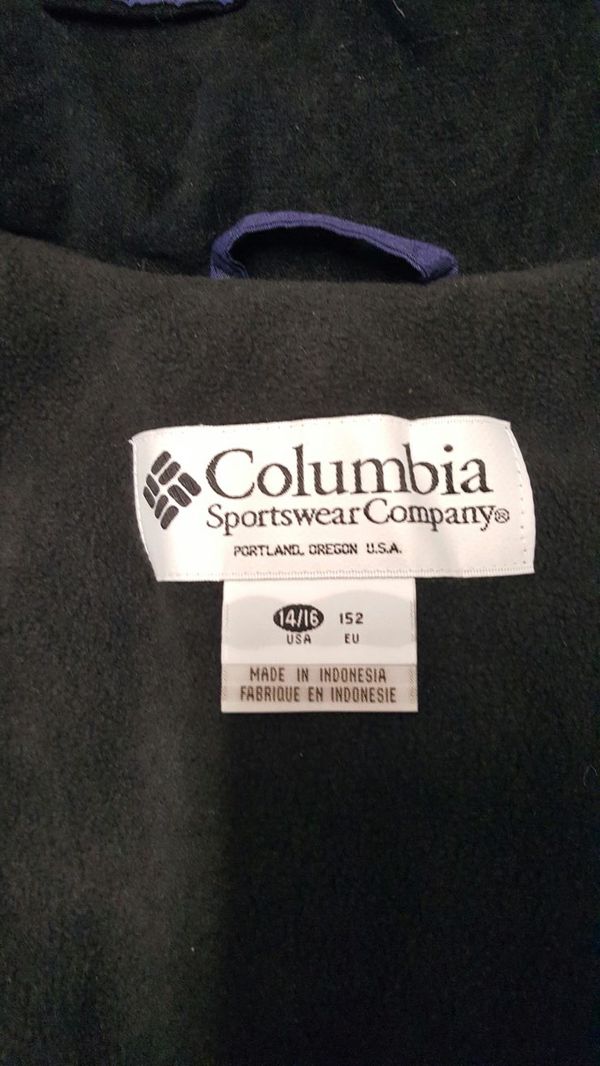 Columbia
Sportswear Company®
PORTLAND, OREGON U.S.A.
14/16 152
USA EU
MADE IN INDONESIA
FABRIQUE EN INDONESIE